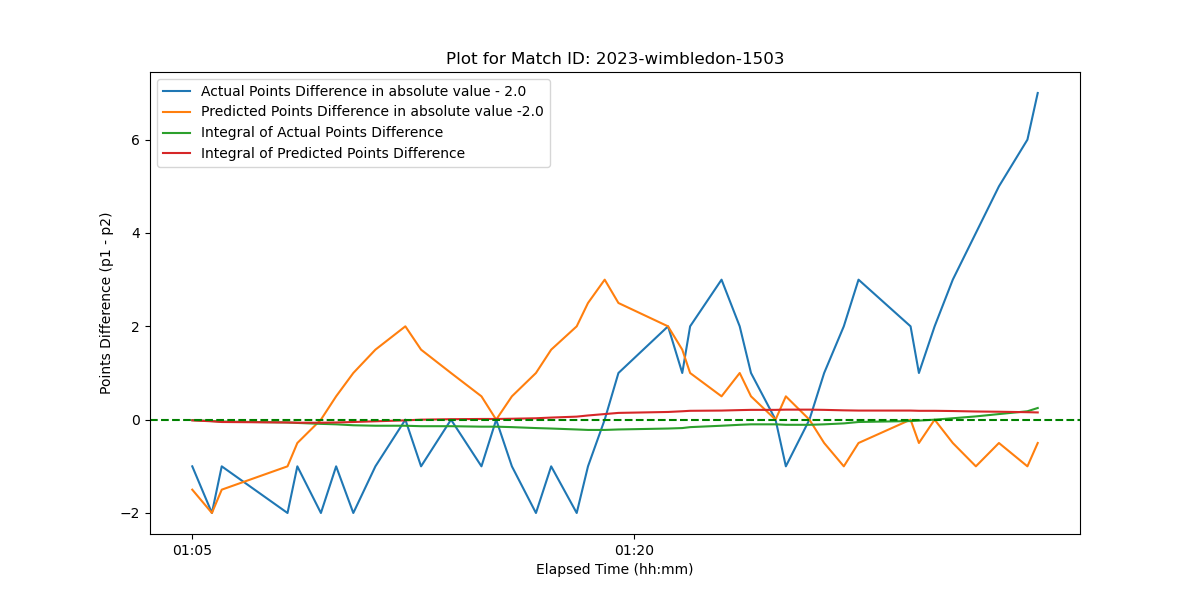 Plot for Match ID: 2023-wimbledon-1503
Actual Points Difference in absolute value - 2.0
Predicted Points Difference in absolute value -2.0
Integral of Actual Points Difference
Integral of Predicted Points Difference
Points Difference (p1 - p2)
6
4
2
0
−2
01:05
01:20
Elapsed Time (hh:mm)